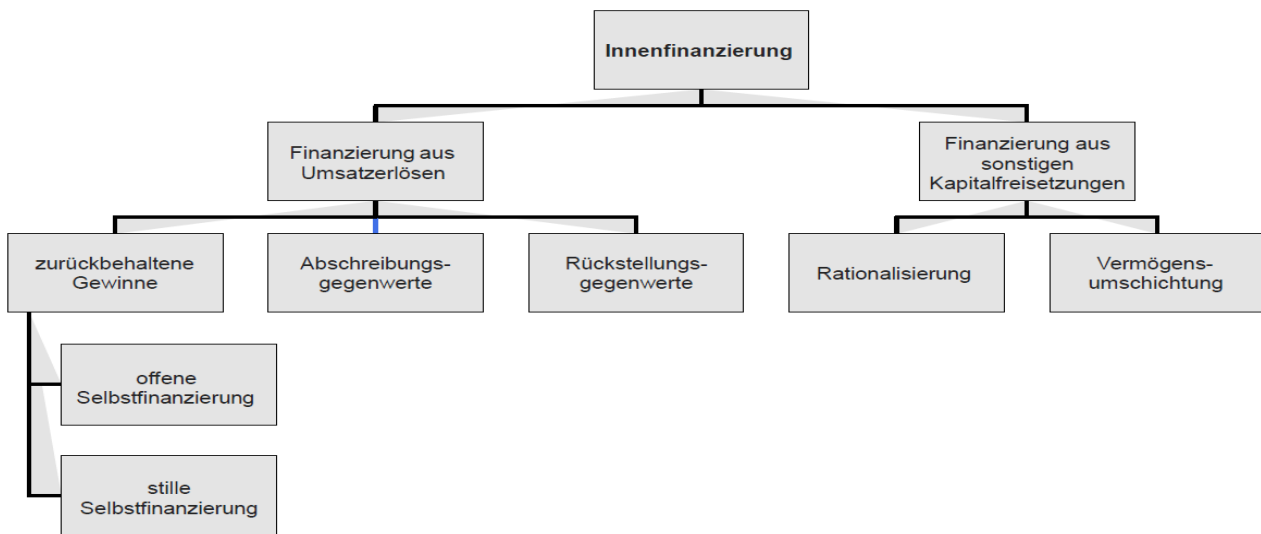 Innenfinanzierung
Finanzierung aus
Umsatzerlösen
Finanzierung aus
sonstigen
Kapitalfreisetzungen
zurückbehaltene
Gewinne
Abschreibungs-
gegenwerte
Rückstellungs-
gegenwerte
Rationalisierung
Vermögens-
umschichtung
offene
Selbstfinanzierung
stille
Selbstfinanzierung